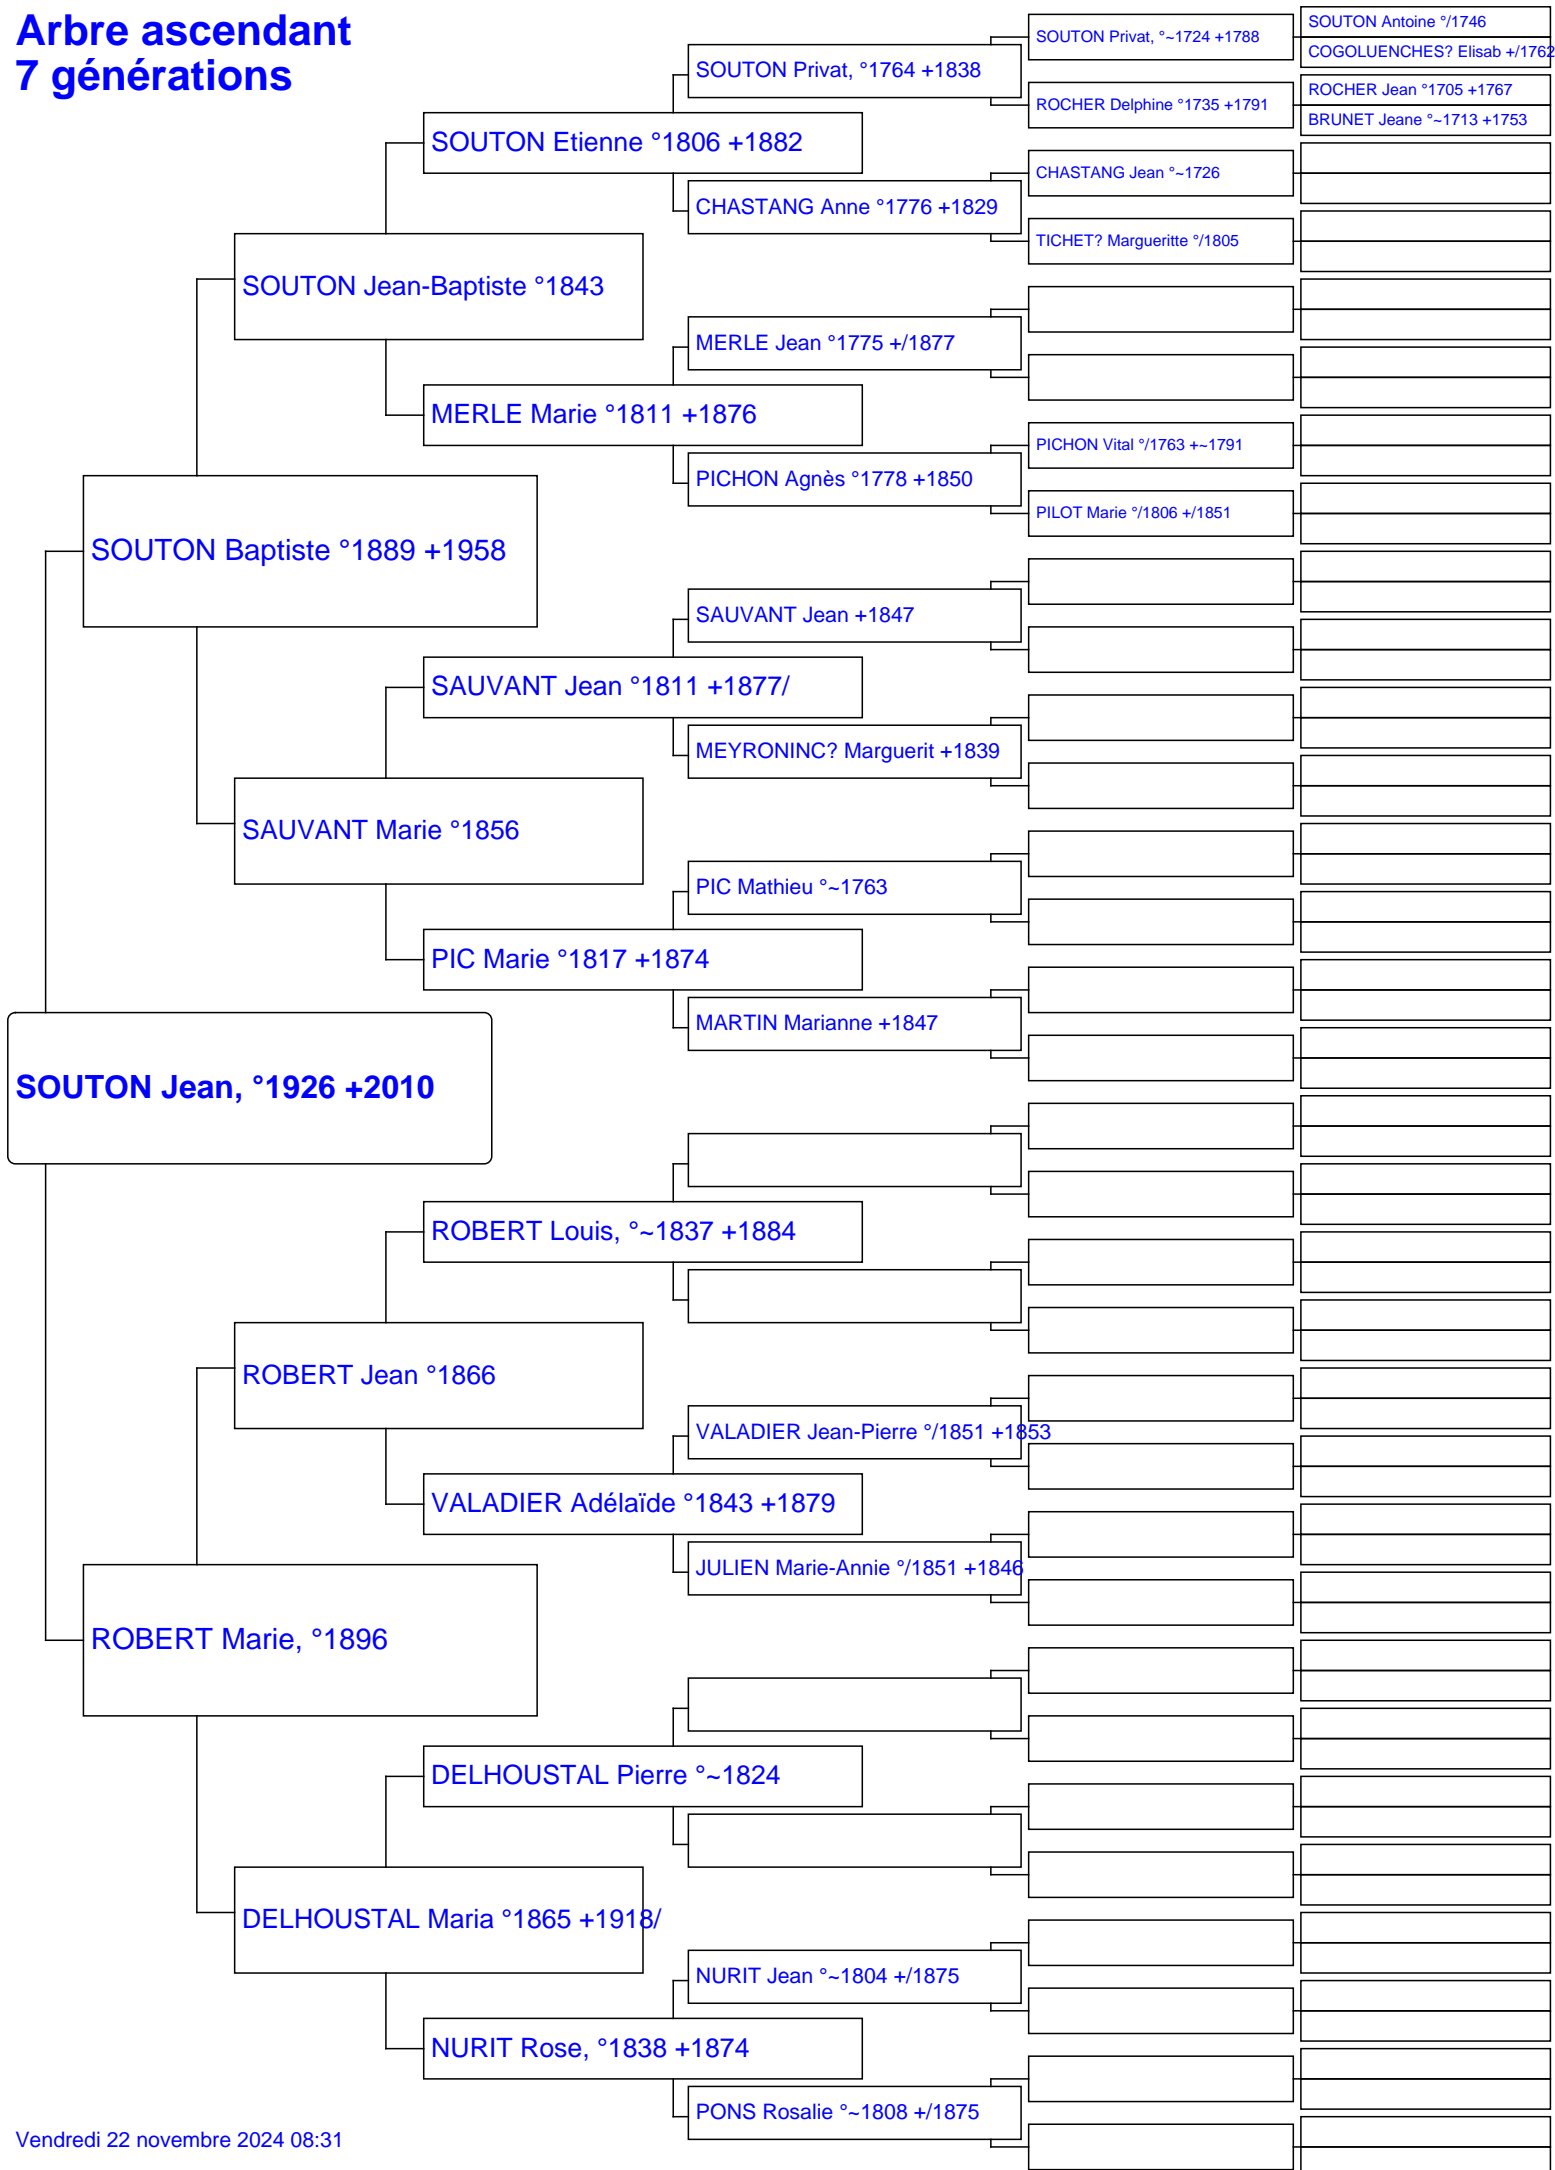 Arbre ascendant
7 générations
SOUTON Antoine °/1746
SOUTON Privat, °~1724 +1788
COGOLUENCHES? Elisab +/1762
SOUTON Privat, °1764 +1838
ROCHER Jean °1705 +1767
ROCHER Delphine °1735 +1791
BRUNET Jeane °~1713 +1753
SOUTON Etienne °1806 +1882
CHASTANG Jean °~1726
CHASTANG Anne °1776 +1829
TICHET? Margueritte °/1805
SOUTON Jean-Baptiste °1843
MERLE Jean °1775 +/1877
MERLE Marie °1811 +1876
PICHON Vital °/1763 +~1791
PICHON Agnès °1778 +1850
PILOT Marie °/1806 +/1851
SOUTON Baptiste °1889 +1958
SAUVANT Jean +1847
SAUVANT Jean °1811 +1877/
MEYRONINC? Marguerit +1839
SAUVANT Marie °1856
PIC Mathieu °~1763
PIC Marie °1817 +1874
MARTIN Marianne +1847
SOUTON Jean, °1926 +2010
ROBERT Louis, °~1837 +1884
ROBERT Jean °1866
VALADIER Jean-Pierre °/1851 +1853
VALADIER Adélaïde °1843 +1879
JULIEN Marie-Annie °/1851 +1846
ROBERT Marie, °1896
DELHOUSTAL Pierre °~1824
DELHOUSTAL Maria °1865 +1918/
NURIT Jean °~1804 +/1875
NURIT Rose, °1838 +1874
PONS Rosalie °~1808 +/1875
Vendredi 22 novembre 2024 08:31